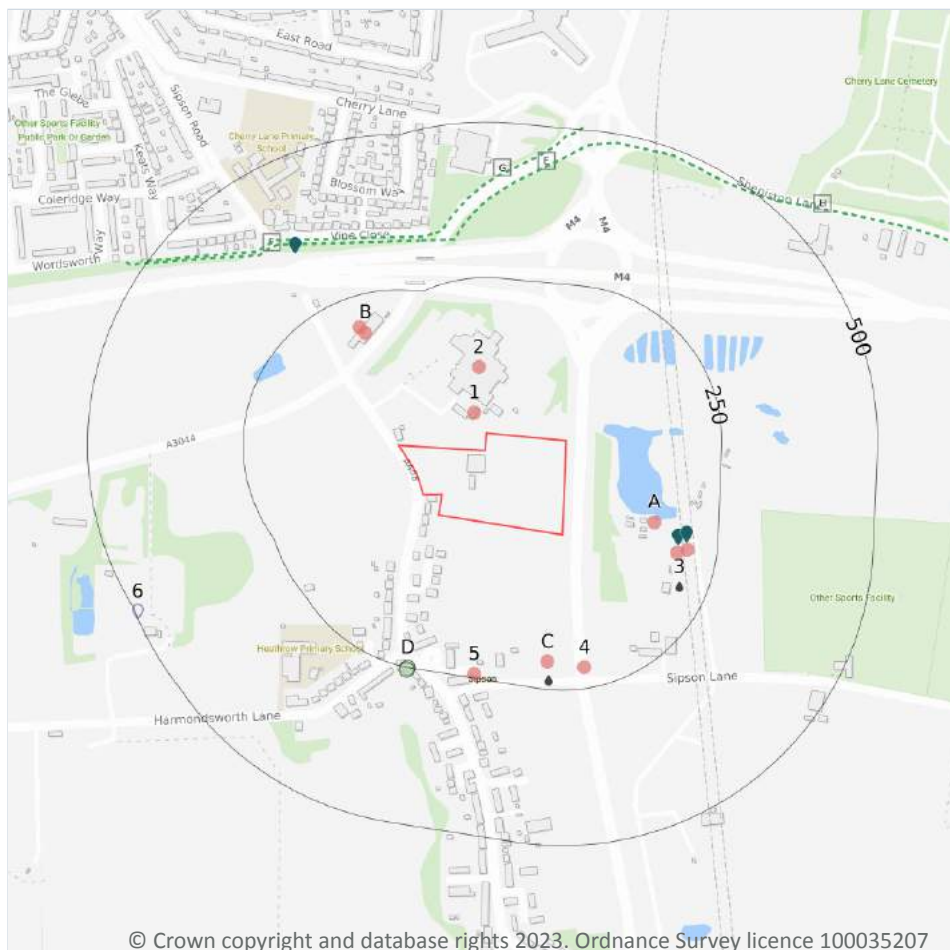 East Road
The Glebe
Sipson Road
Cherry Lane
Cherry Lane Cemetery
Other Sports Facility
Public Park Or Garden
Cherry Lane Primary
School
Keats Way
Blossom Way
G
E
Coleridge Way
Shepiston Lane
H
M4
M4
Vine Close
F
Wordsworth Way
M4
B
500
2
250
1
A3044
A408
A
3
6
Other Sports Facility
Heathrow Primary School
D
C
4
5
Sipson
Sipson Lane
Harmondsworth Lane
© Crown copyright and database rights 2023. Ordnance Survey licence 100035207